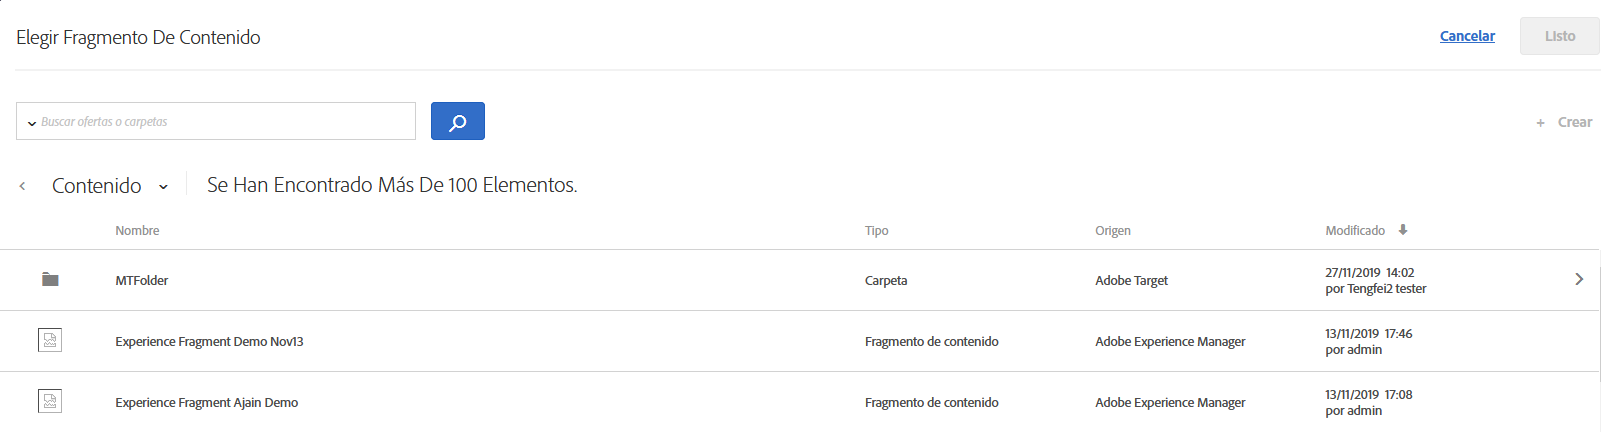 Elegir Fragmento De Contenido
Cancelar
Listo
Buscar ofertas o carpetas
+ Crear
Contenido
Se Han Encontrado Más De 100 Elementos.
Nombre Tipo Origen Modificado
MTFolder Carpeta Adobe Target 27/11/2019 14:02
por Tengfei2 tester
Experience Fragment Demo Nov13 Fragmento de contenido Adobe Experience Manager 13/11/2019 17:46
por admin
Experience Fragment Ajain Demo Fragmento de contenido Adobe Experience Manager 13/11/2019 17:08
por admin